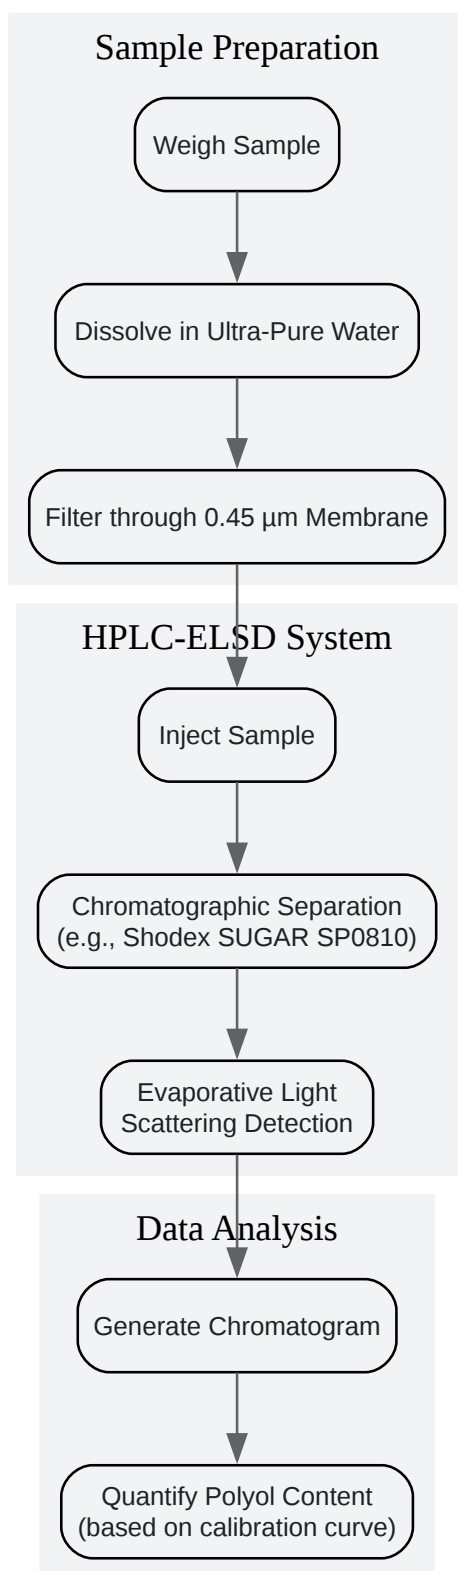 Sample Preparation
Weigh Sample
Dissolve in Ultra-Pure Water
Filter through 0.45 µm Membrane
HPLC-ELSD System
Inject Sample
Chromatographic Separation
(e.g., Shodex SUGAR SP0810)
Evaporative Light
Scattering Detection
Data Analysis
Generate Chromatogram
Quantify Polyol Content
(based on calibration curve)